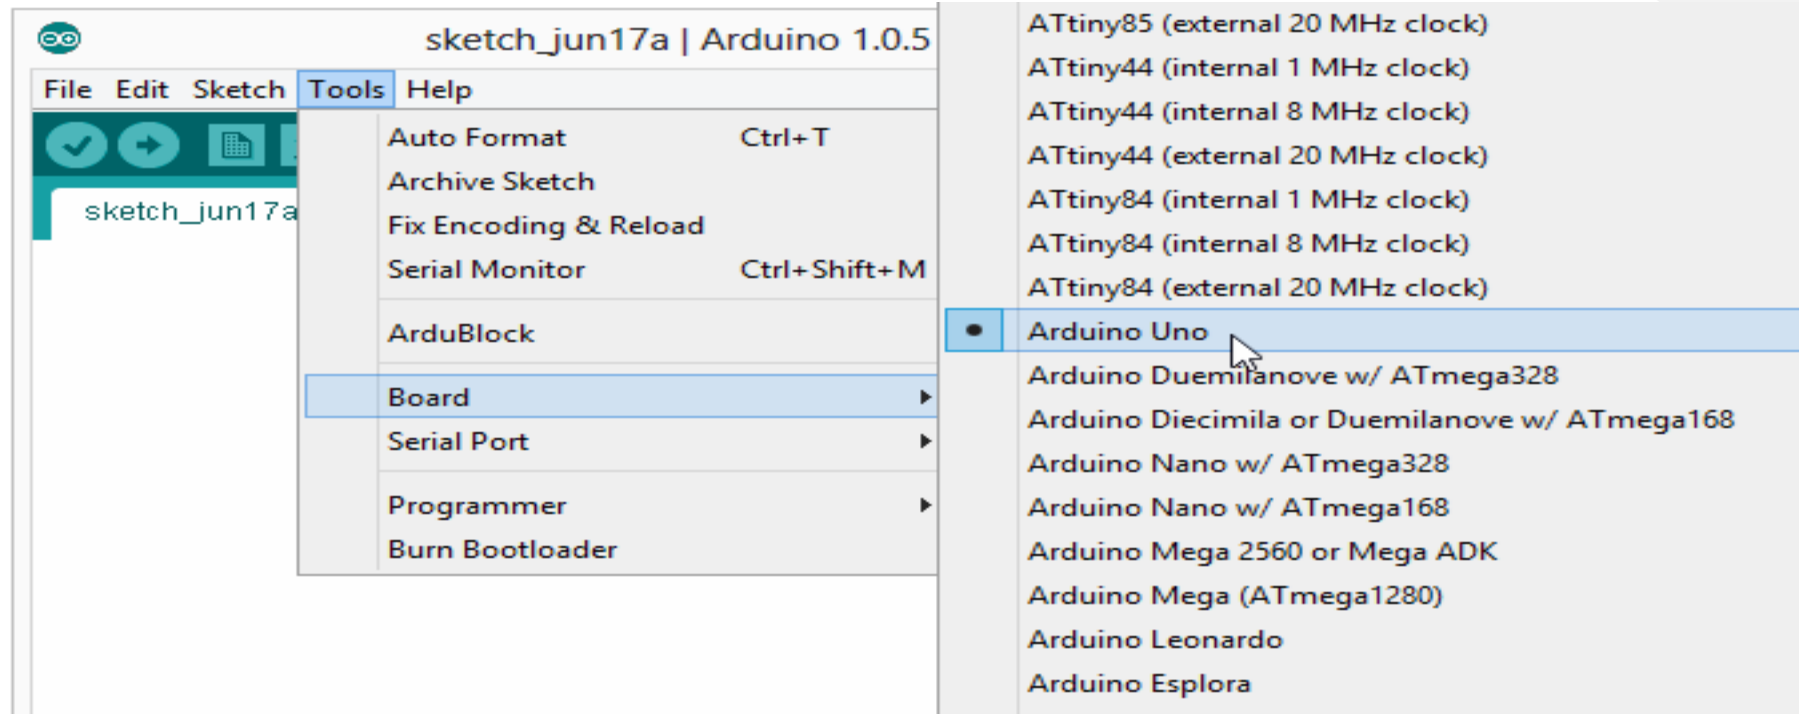 sketch_jun17a | Arduino 1.0.5
File Edit Sketch Tools Help
sketch_jun17a
Auto Format Ctrl+T
Archive Sketch
Fix Encoding & Reload
Serial Monitor Ctrl+Shift+M
ArduBlock
Board
Serial Port
Programmer
Burn Bootloader
ATtiny85 (external 20 MHz clock)
ATtiny44 (internal 1 MHz clock)
ATtiny44 (internal 8 MHz clock)
ATtiny44 (external 20 MHz clock)
ATtiny84 (internal 1 MHz clock)
ATtiny84 (internal 8 MHz clock)
ATtiny84 (external 20 MHz clock)
Arduino Uno
Arduino Duemilanove w/ ATmega328
Arduino Diecimila or Duemilanove w/ ATmega168
Arduino Nano w/ ATmega328
Arduino Nano w/ ATmega168
Arduino Mega 2560 or Mega ADK
Arduino Mega (ATmega1280)
Arduino Leonardo
Arduino Esplora